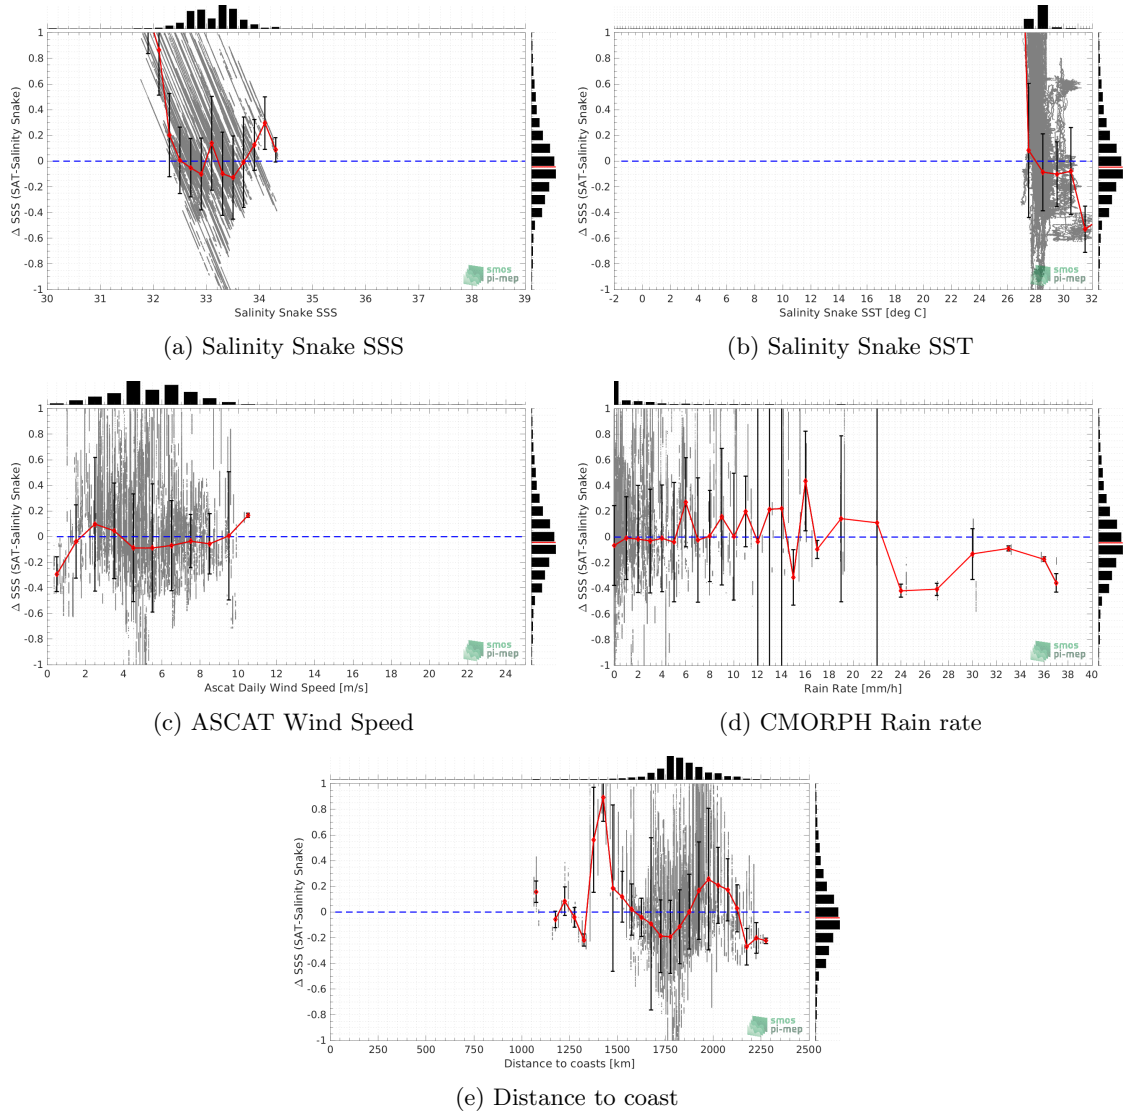 1
0.8
0.6
0.4
0.2
0
-0.2
-0.4
-0.6
-0.8
-1
Δ SSS (SAT-Salinity Snake)
30 31 32 33 34 35 36 37 38 39
Salinity Snake SSS
smos
pi-mep
(a) Salinity Snake SSS
1
0.8
0.6
0.4
0.2
0
-0.2
-0.4
-0.6
-0.8
-1
Δ SSS (SAT-Salinity Snake)
-2 0 2 4 6 8 10 12 14 16 18 20 22 24 26 28 30 32
Salinity Snake SST [deg C]
smos
pi-mep
(b) Salinity Snake SST
1
0.8
0.6
0.4
0.2
0
-0.2
-0.4
-0.6
-0.8
-1
Δ SSS (SAT-Salinity Snake)
0 2 4 6 8 10 12 14 16 18 20 22 24
Ascat Daily Wind Speed [m/s]
smos
pi-mep
(c) ASCAT Wind Speed
1
0.8
0.6
0.4
0.2
0
-0.2
-0.4
-0.6
-0.8
-1
Δ SSS (SAT-Salinity Snake)
0 2 4 6 8 10 12 14 16 18 20 22 24 26 28 30 32 34 36 38 40
Rain Rate [mm/h]
smos
pi-mep
(d) CMORPH Rain rate
1
0.8
0.6
0.4
0.2
0
-0.2
-0.4
-0.6
-0.8
-1
Δ SSS (SAT-Salinity Snake)
0 250 500 750 1000 1250 1500 1750 2000 2250 2500
Distance to coasts [km]
smos
pi-mep
(e) Distance to coast